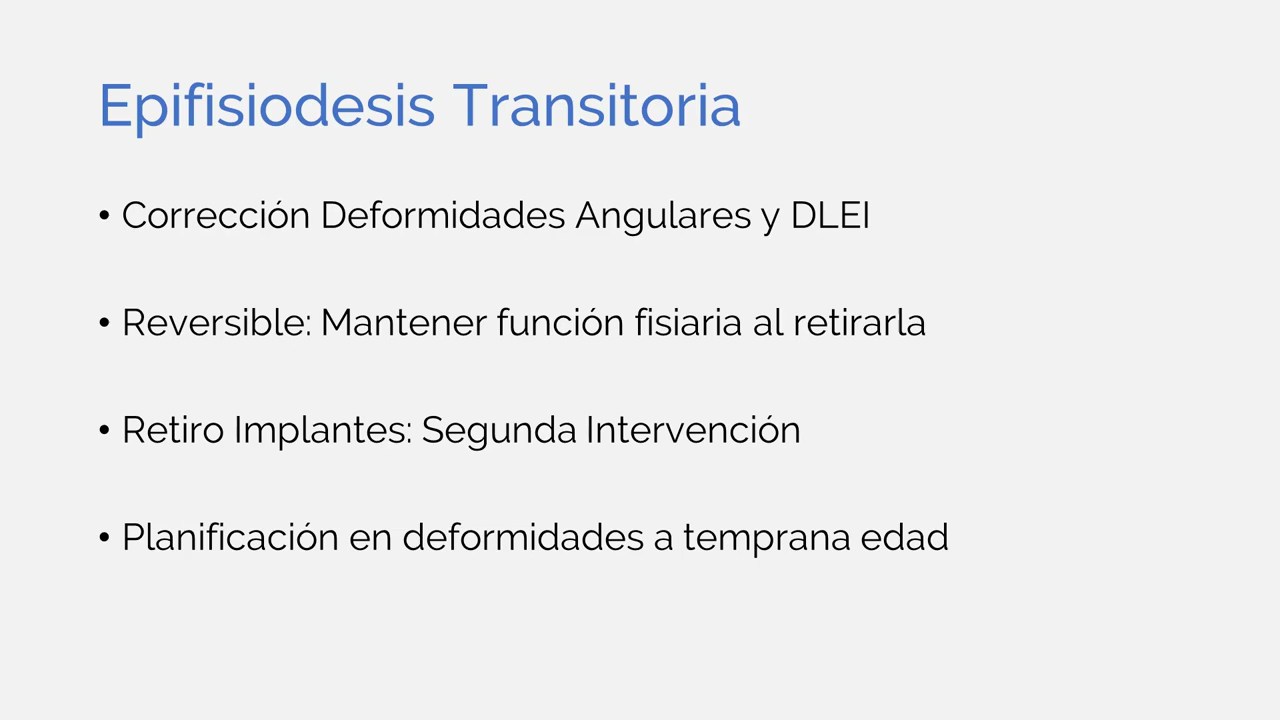 Epifisiodesis Transitoria
• Corrección Deformidades Angulares y DLEI
• Reversible: Mantener función fisiaria al retirarla
• Retiro Implantes: Segunda Intervención
• Planificación en deformidades a temprana edad